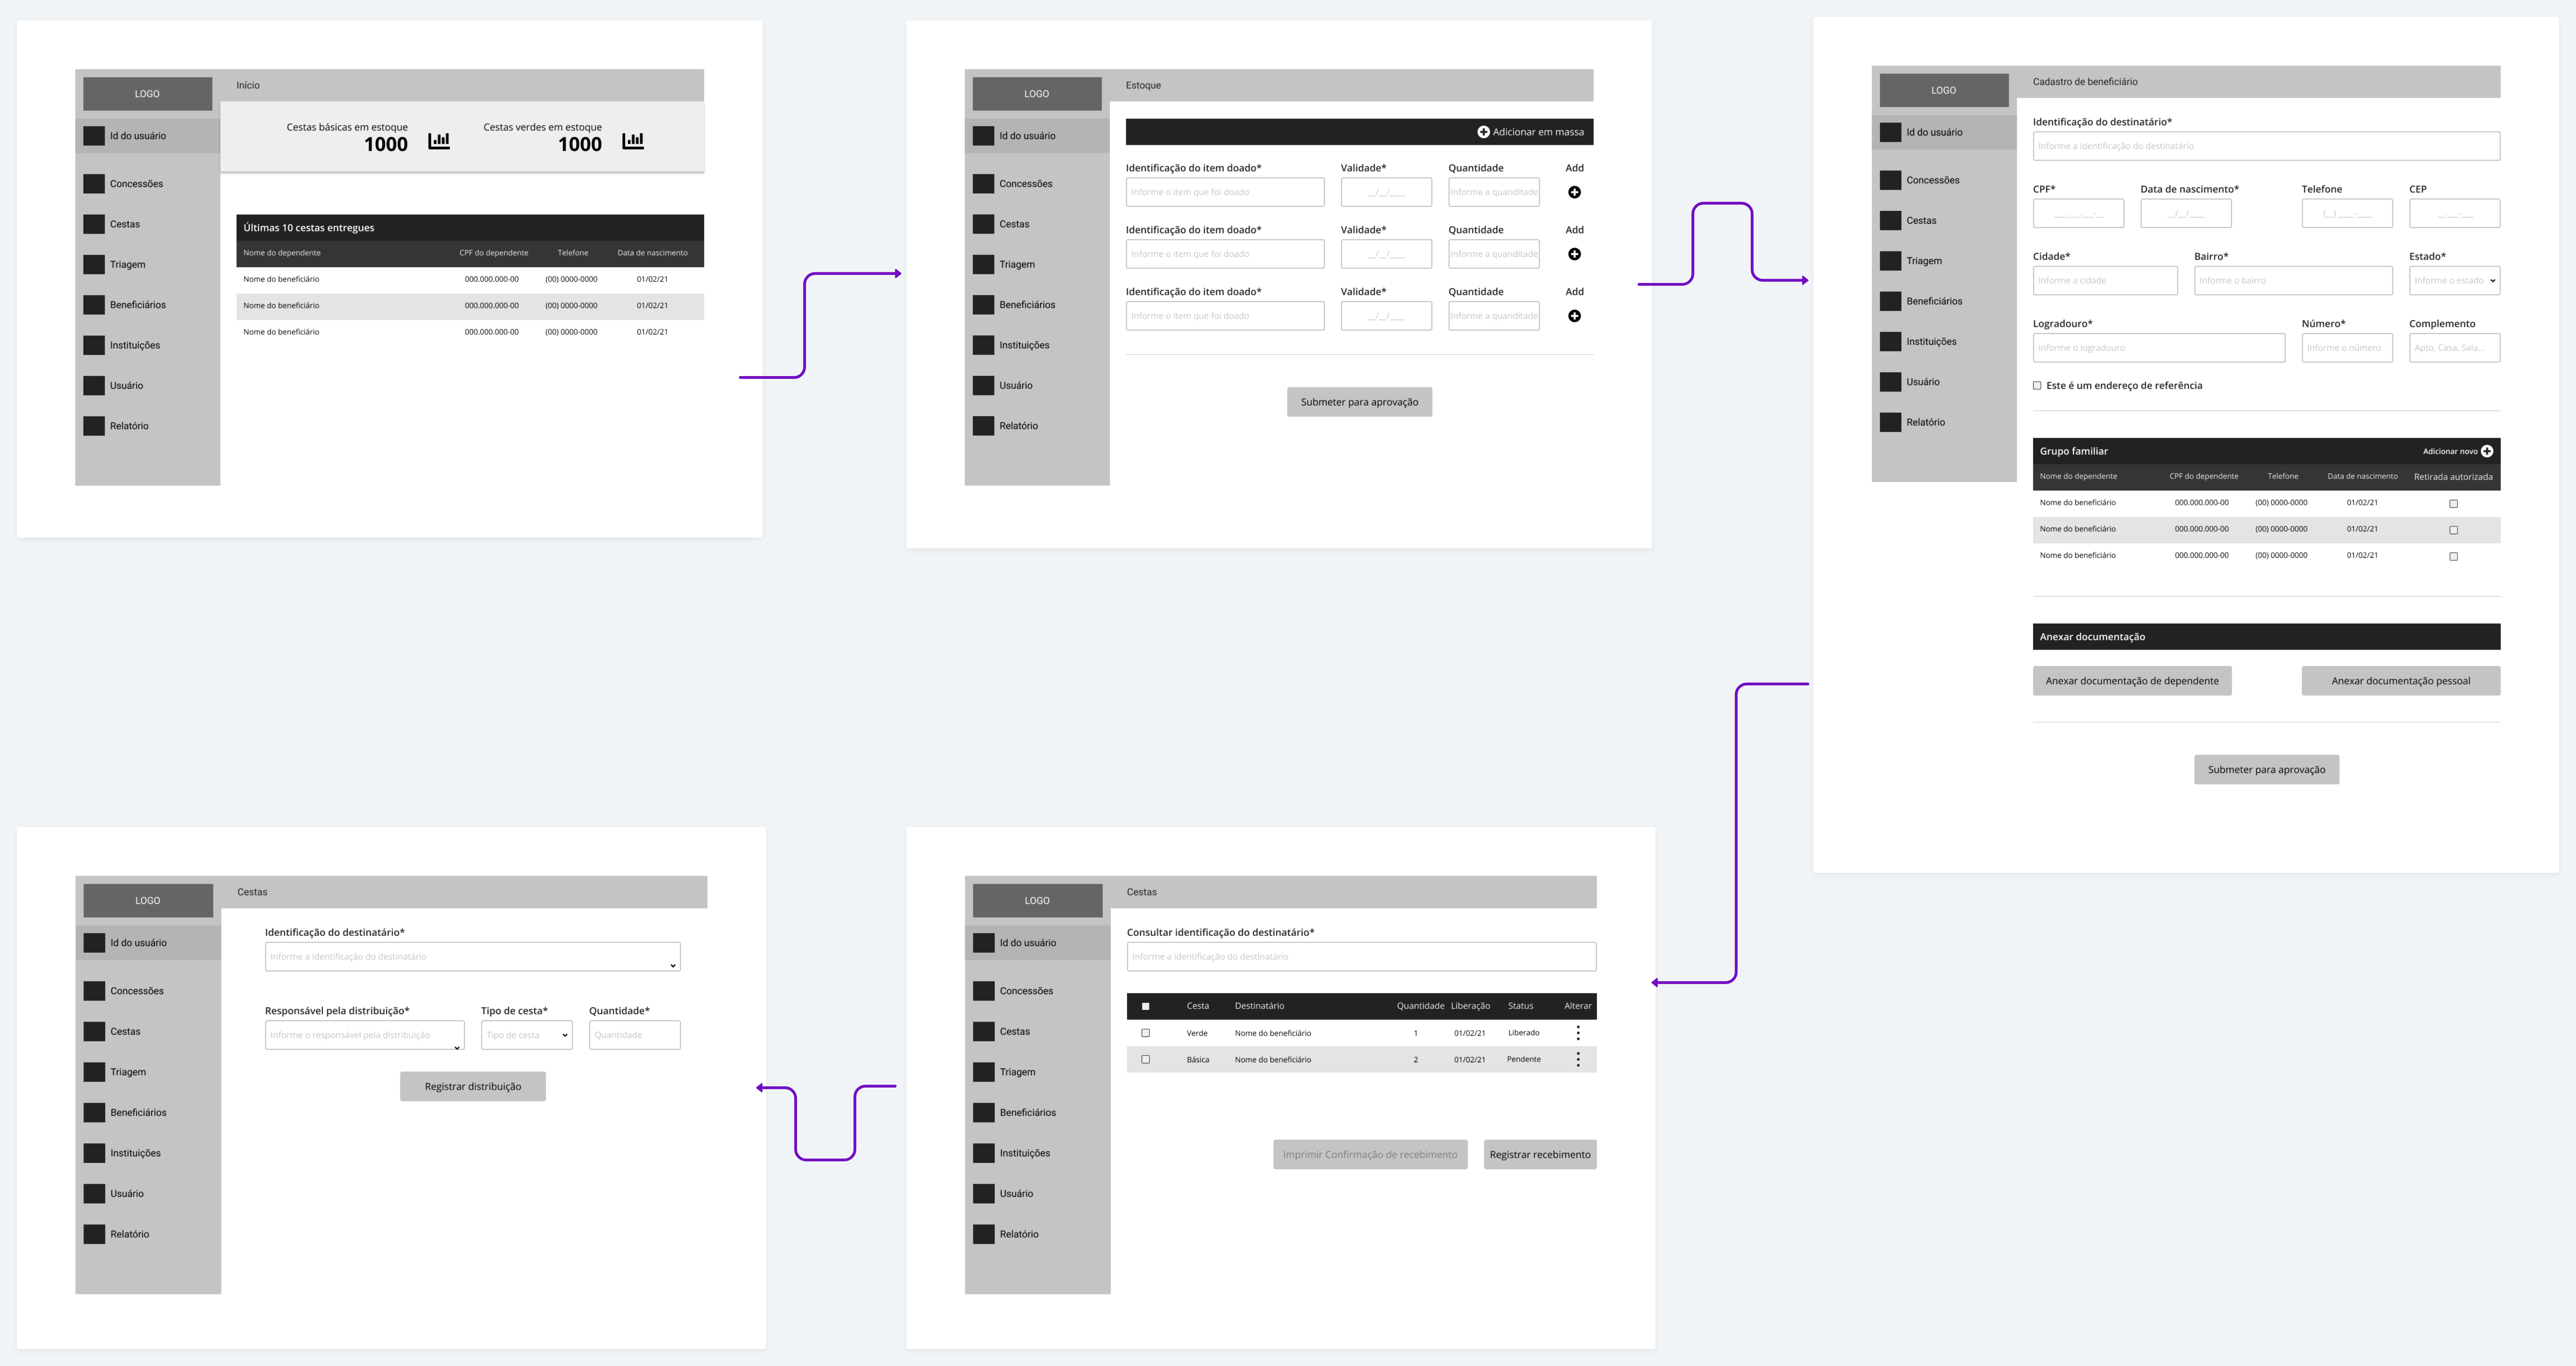 Início
LOGO
Id do usuário
Concessões
Cestas
Triagem
Beneficiários
Instituições
Usuário
Relatório
Cestas básicas em estoque
1000
Cestas verdes em estoque
1000
Últimas 10 cestas entregues
Nome do dependente CPF do dependente Telefone Data de nascimento
Nome do beneficiário 000.000.000-00 (00) 0000-0000 01/02/21
Nome do beneficiário 000.000.000-00 (00) 0000-0000 01/02/21
Nome do beneficiário 000.000.000-00 (00) 0000-0000 01/02/21
Estoque
LOGO
Id do usuário
Concessões
Cestas
Triagem
Beneficiários
Instituições
Usuário
Relatório
Adicionar em massa
Identificação do item doado* Validade* Quantidade Add
Informe o item que foi doado __/__/____ Informe a quanditade
Identificação do item doado* Validade* Quantidade Add
Informe o item que foi doado __/__/____ Informe a quanditade
Identificação do item doado* Validade* Quantidade Add
Informe o item que foi doado __/__/____ Informe a quanditade
Submeter para aprovação
Cadastro de beneficiário
LOGO
Id do usuário
Concessões
Cestas
Triagem
Beneficiários
Instituições
Usuário
Relatório
Identificação do destinatário*
Informe a identificação do destinatário
CPF* Data de nascimento* Telefone CEP
___.___.___-__ __/__/____ (__) ____-____ __.___-___
Cidade* Bairro* Estado*
Informe a cidade Informe o bairro Informe o estado
Logradouro* Número* Complemento
Informe o logradouro Informe o número Apto, Casa, Sala...
Este é um endereço de referência
Grupo familiar Adicionar novo
Nome do dependente CPF do dependente Telefone Data de nascimento Retirada autorizada
Nome do beneficiário 000.000.000-00 (00) 0000-0000 01/02/21
Nome do beneficiário 000.000.000-00 (00) 0000-0000 01/02/21
Nome do beneficiário 000.000.000-00 (00) 0000-0000 01/02/21
Anexar documentação
Anexar documentação de dependente Anexar documentação pessoal
Submeter para aprovação
Cestas
LOGO
Id do usuário
Concessões
Cestas
Triagem
Beneficiários
Instituições
Usuário
Relatório
Identificação do destinatário*
Informe a identificação do destinatário
Responsável pela distribuição* Tipo de cesta* Quantidade*
Informe o responsável pela distribuição Tipo de cesta Quantidade
Registrar distribuição
Cestas
LOGO
Id do usuário
Concessões
Cestas
Triagem
Beneficiários
Instituições
Usuário
Relatório
Consultar identificação do destinatário*
Informe a identificação do destinatário
Cesta Destinatário Quantidade Liberação Status Alterar
Verde Nome do beneficiário 1 01/02/21 Liberado
Básica Nome do beneficiário 2 01/02/21 Pendente
Imprimir Confirmação de recebimento Registrar recebimento